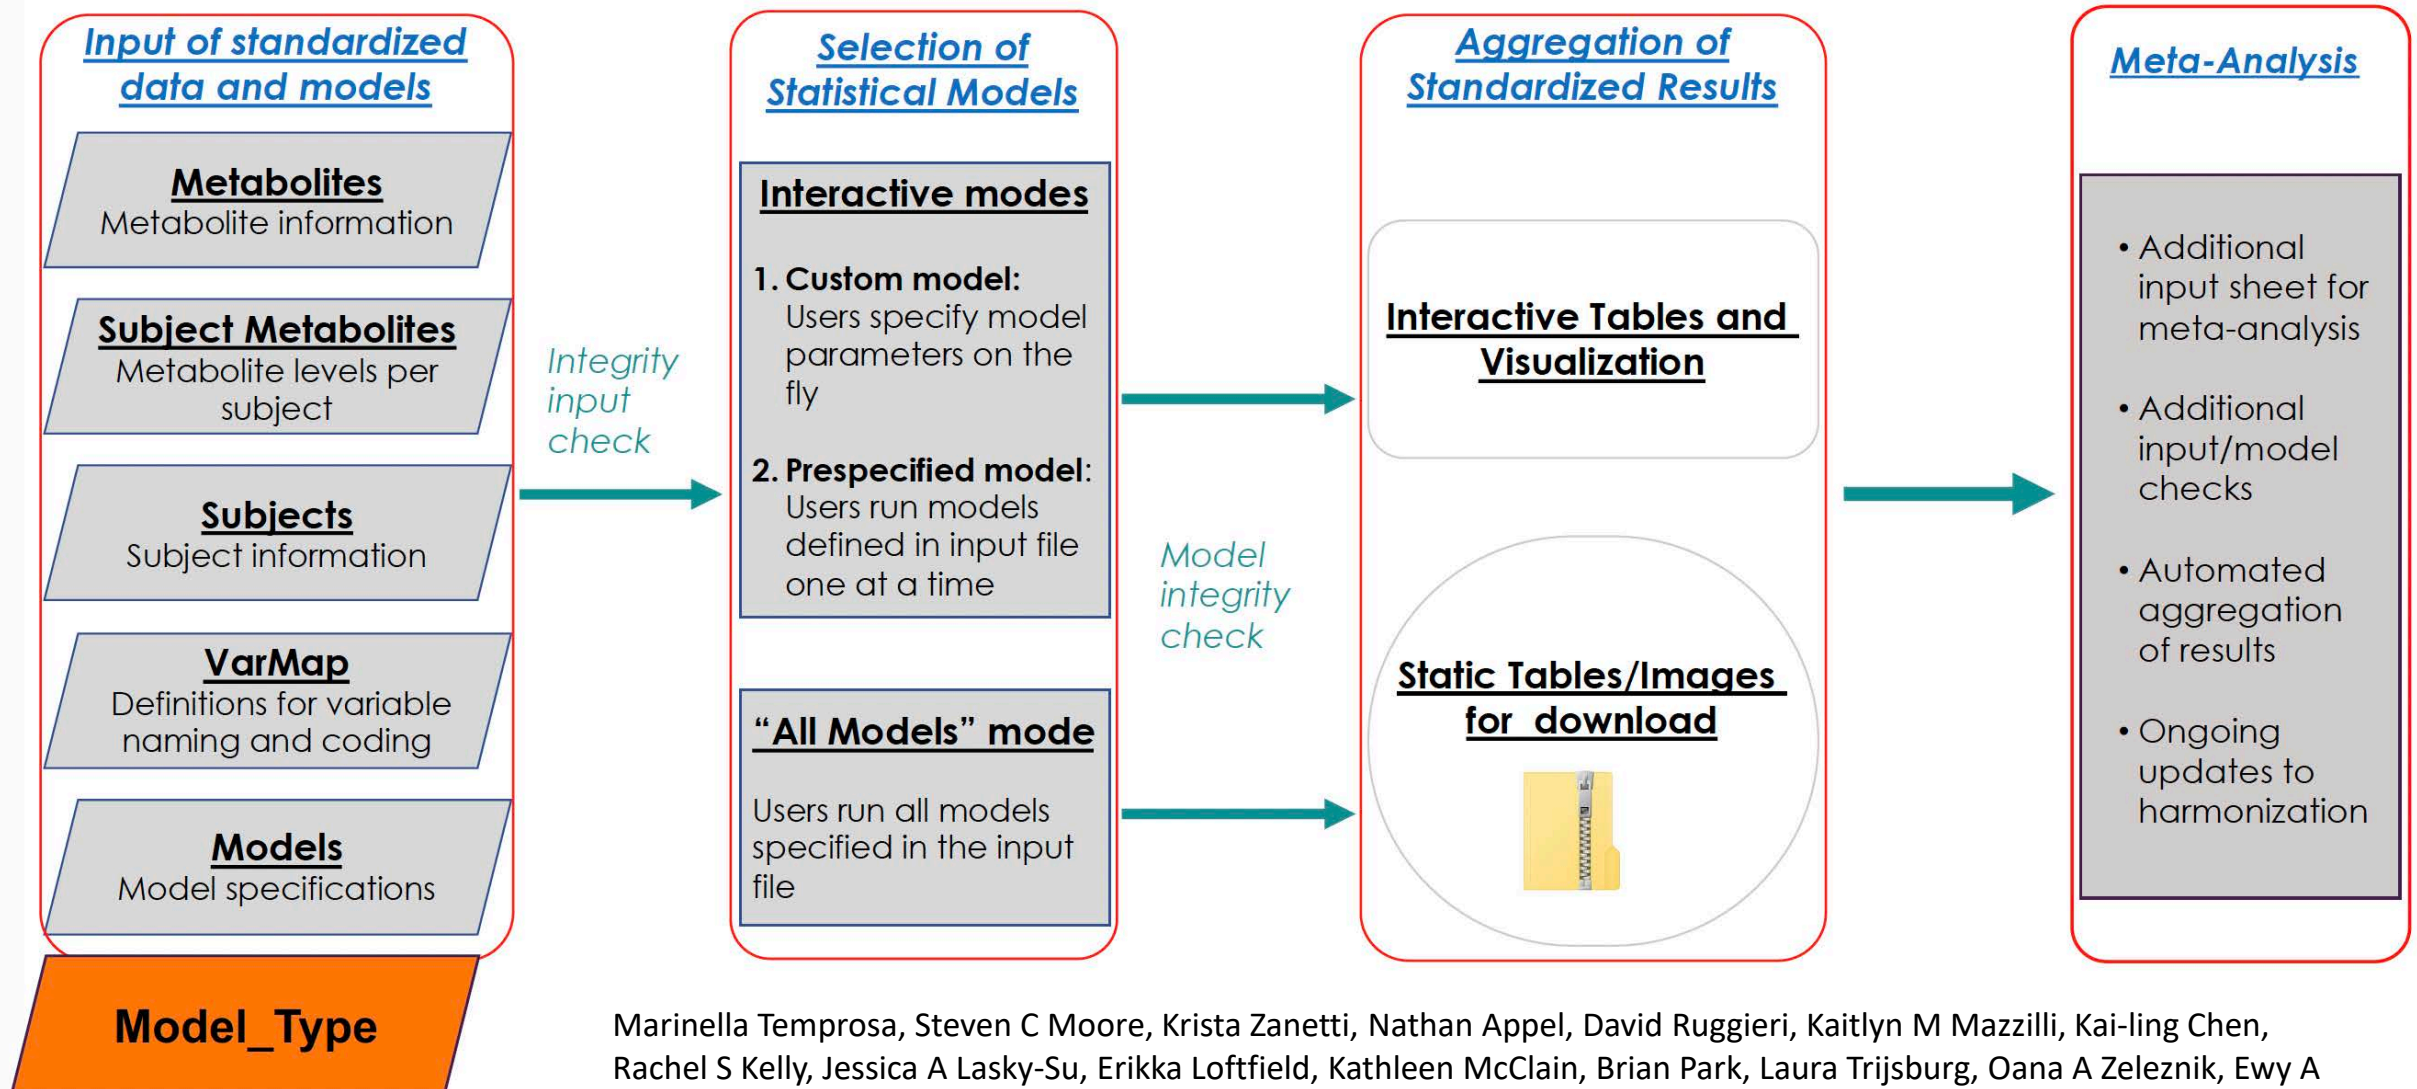 Input of standardized
data and models
Metabolites
Metabolite information
Subject Metabolites
Metabolite levels per
subject
Subjects
Subject information
VarMap
Definitions for variable
naming and coding
Models
Model specifications
Model_Type
Integrity
input
check
Selection of
Statistical Models
Interactive modes
1. Custom model:
Users specify model
parameters on the
fly
2. Prespecified model:
Users run models
defined in input file
one at a time
“All Models” mode
Users run all models
specified in the input
file
Model
integrity
check
Aggregation of
Standardized Results
Interactive Tables and
Visualization
Static Tables/Images
for download
Meta-Analysis
• Additional
input sheet for
meta-analysis
• Additional
input/model
checks
• Automated
aggregation
of results
• Ongoing
updates to
harmonization
Marinella Temprosa, Steven C Moore, Krista Zanetti, Nathan Appel, David Ruggieri, Kaitlyn M Mazzilli, Kai-ling Chen,
Rachel S Kelly, Jessica A Lasky-Su, Erikka Loftfield, Kathleen McClain, Brian Park, Laura Trijsburg, Oana A Zeleznik, Ewy A